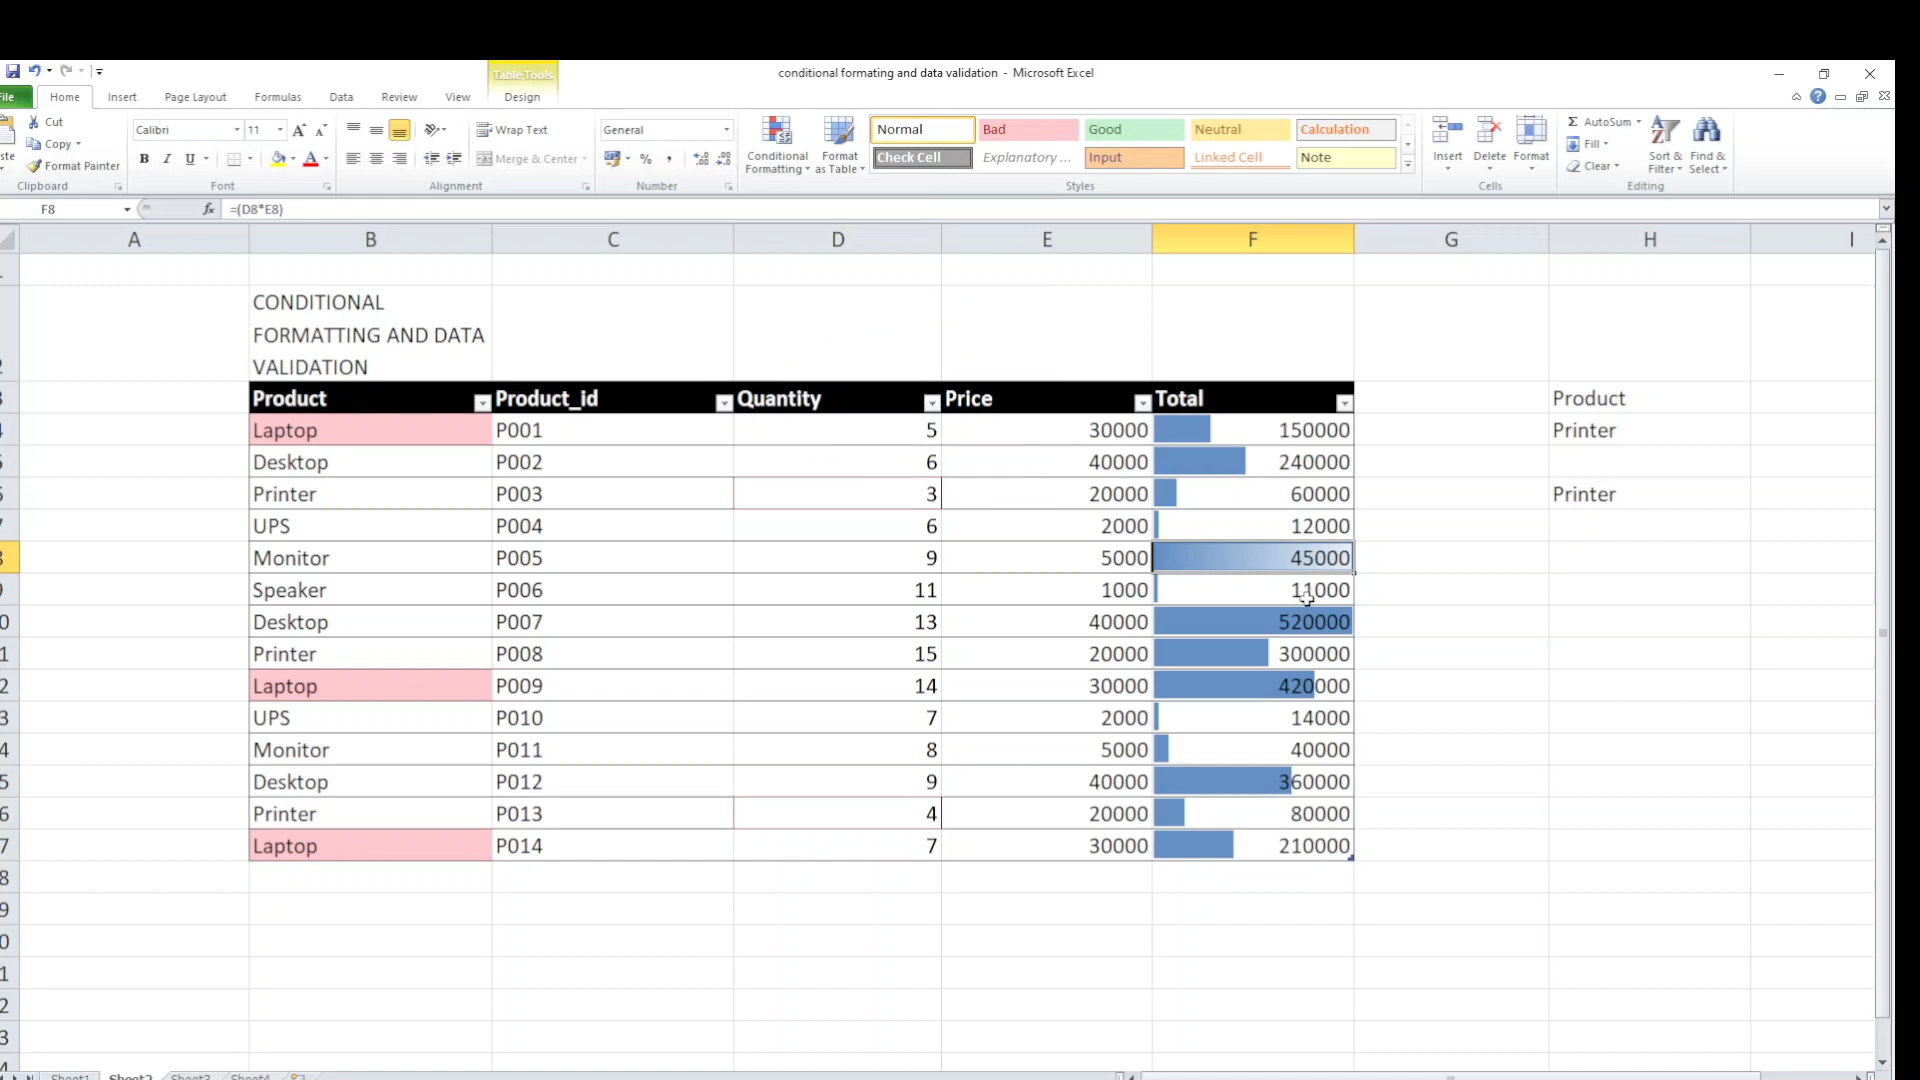 conditional formating and data validation - Microsoft Excel
Table Tools
File Home Insert Page Layout Formulas Data Review View Design
Cut
Copy
Format Painter
Clipboard
Calibri 11
B I U
Font
Wrap Text
Merge & Center
Alignment
General
%
Number
Conditional Formatting
Format as Table
Normal Bad Good Neutral Calculation
Check Cell Explanatory ... Input Linked Cell Note
Styles
Insert Delete Format
Cells
AutoSum
Fill
Clear
Sort & Filter
Find & Select
Editing
F8 fx =(D8*E8)
A B C D E F G H I
CONDITIONAL
FORMATTING AND DATA
VALIDATION
Product Product_id Quantity Price Total Product
Laptop P001 5 30000 150000 Printer
Desktop P002 6 40000 240000
Printer P003 3 20000 60000 Printer
UPS P004 6 2000 12000
Monitor P005 9 5000 45000
Speaker P006 11 1000 11000
Desktop P007 13 40000 520000
Printer P008 15 20000 300000
Laptop P009 14 30000 420000
UPS P010 7 2000 14000
Monitor P011 8 5000 40000
Desktop P012 9 40000 360000
Printer P013 4 20000 80000
Laptop P014 7 30000 210000
Sheet1 Sheet2 Sheet3 Sheet4